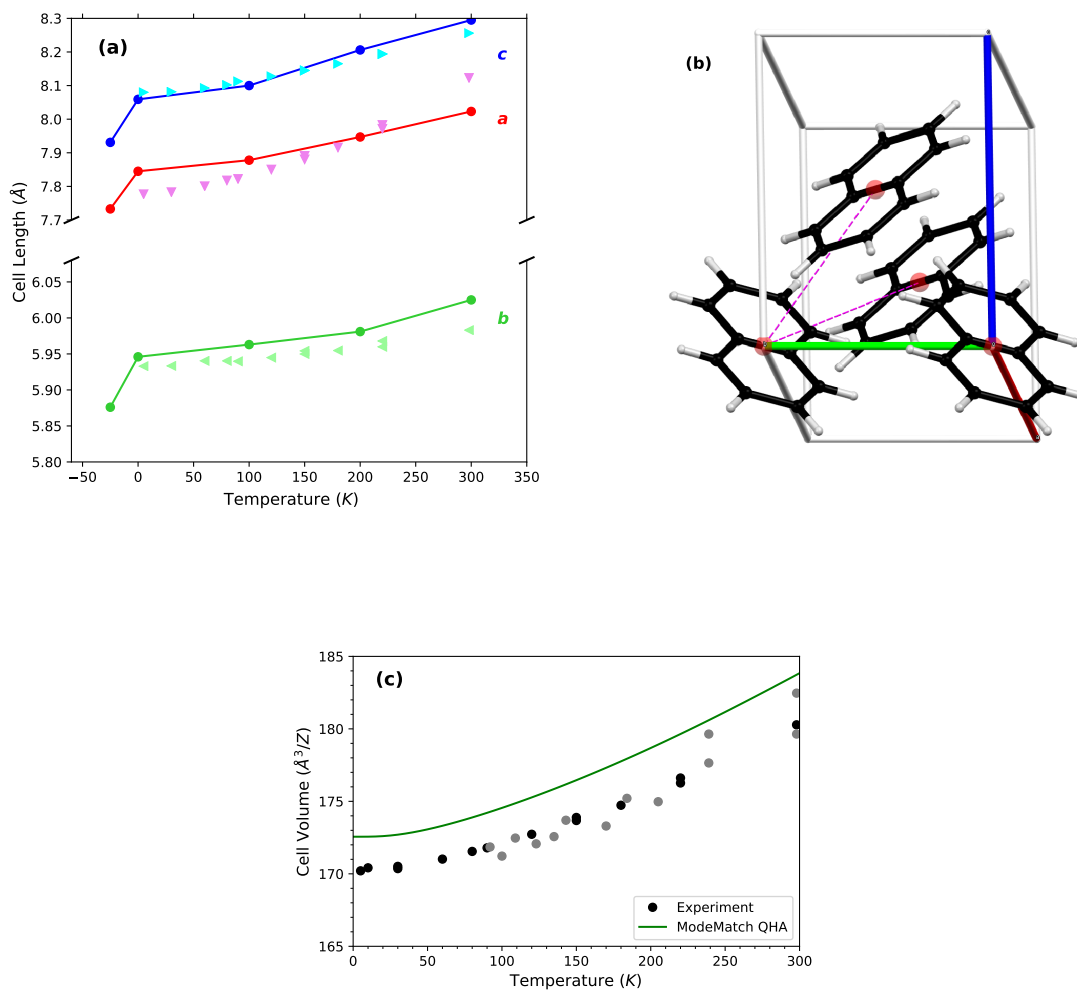 (a)
c
a
b
8.3
8.2
8.1
8.0
7.9
7.8
7.7
6.05
6.00
5.95
5.90
5.85
5.80
Cell Length (Å)
−50 0 50 100 150 200 250 300 350
Temperature (K)
(b)
(c)
185
180
175
170
165
Cell Volume (Å³/Z)
Experiment
ModeMatch QHA
0 50 100 150 200 250 300
Temperature (K)